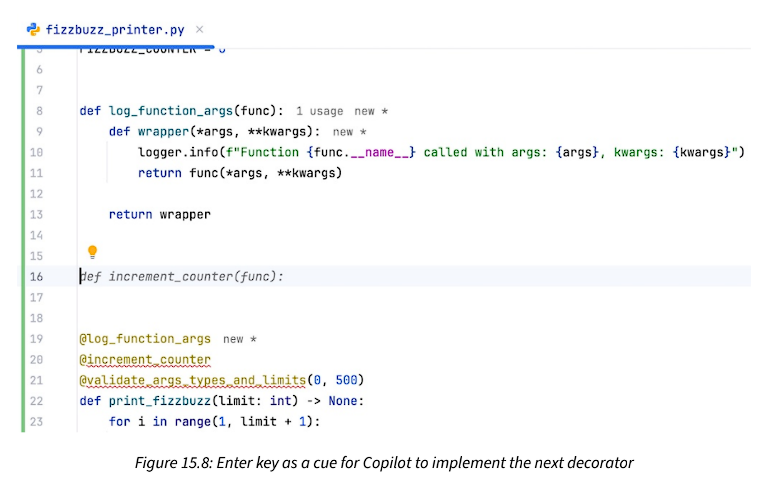 fizzbuzz_printer.py ×
5 FIZZBUZZ_COUNTER = 0
6
7
8 def log_function_args(func): 1 usage new *
9 def wrapper(*args, **kwargs): new *
10 logger.info(f"Function {func.__name__} called with args: {args}, kwargs: {kwargs}")
11 return func(*args, **kwargs)
12
13 return wrapper
14
15
16 def increment_counter(func):
17
18
19 @log_function_args new *
20 @increment_counter
21 @validate_args_types_and_limits(0, 500)
22 def print_fizzbuzz(limit: int) -> None:
23 for i in range(1, limit + 1):
Figure 15.8: Enter key as a cue for Copilot to implement the next decorator